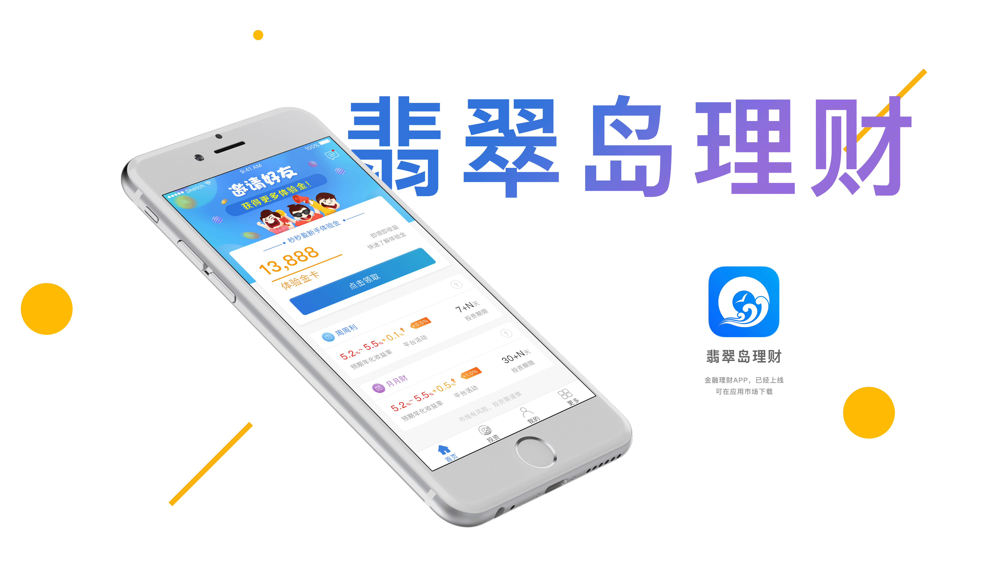 翡翠岛理财
Sketch
9:41 AM
100%
邀请好友
获得更多体验金！
秒秒盈新手体验金
13,888
体验金卡
即领即收益
快速了解体验金
点击领取
?
周周利
5.2%~5.5%+0.1%
+0.5%
7+N天
预期年化收益率
平台活动
投资期限
?
月月财
5.2%~5.5%+0.5%
+1.0%
30+N天
预期年化收益率
平台活动
投资期限
市场有风险，投资需谨慎
首页
投资
我的
更多
翡翠岛理财
金融理财APP，已经上线
可在应用市场下载